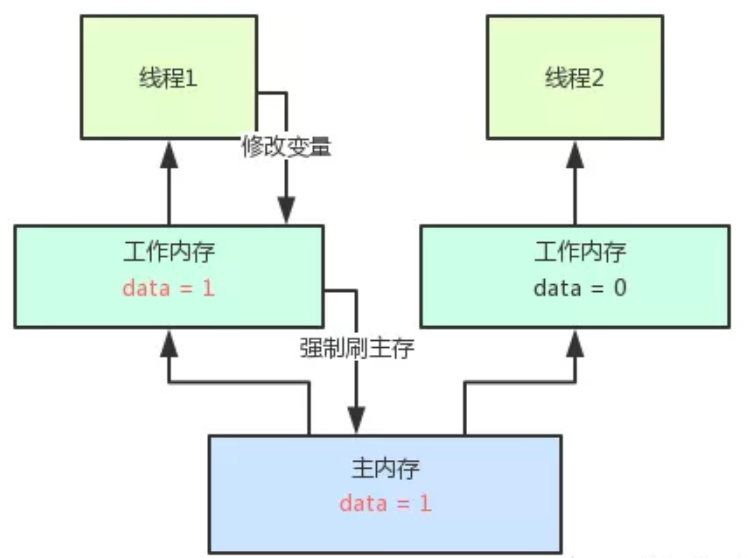 线程1
线程2
修改变量
工作内存
data = 1
工作内存
data = 0
强制刷主存
主内存
data = 1